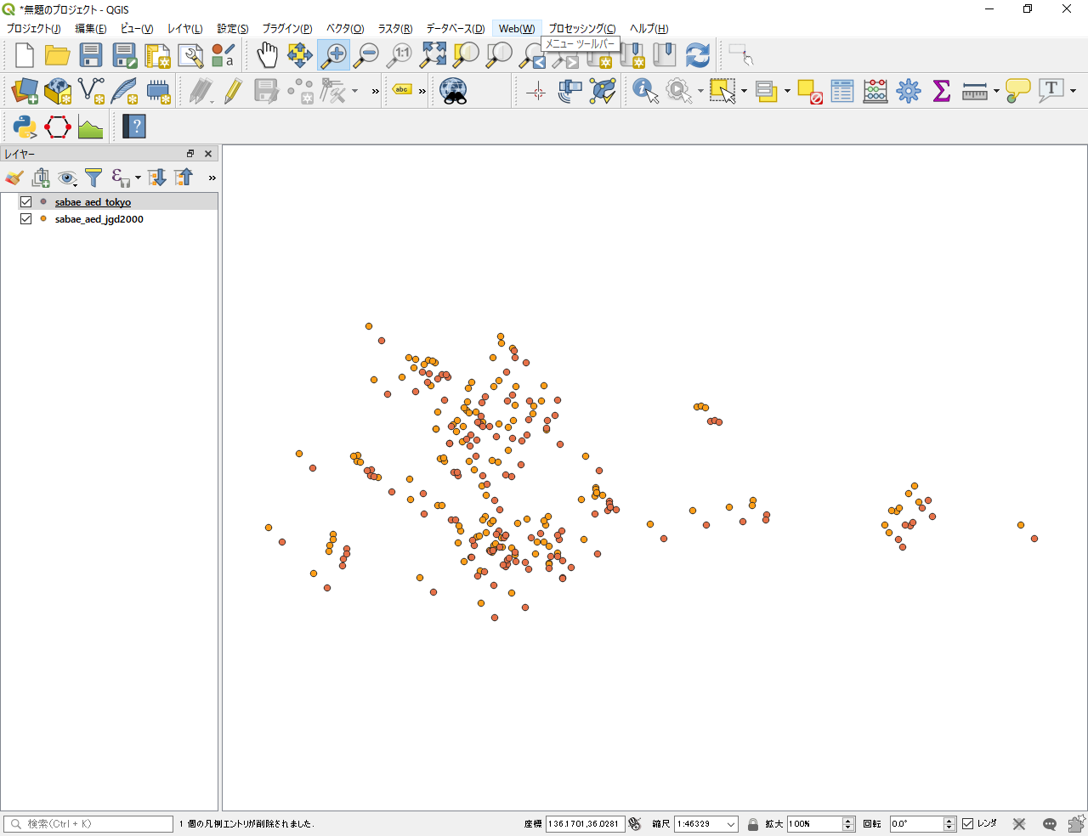 *無題のプロジェクト - QGIS
プロジェクト(J) 編集(E) ビュー(V) レイヤ(L) 設定(S) プラグイン(P) ベクタ(O) ラスタ(R) データベース(D) Web(W) プロセッシング(C) ヘルプ(H)
メニュー ツールバー
1:1
a
abc
T
レイヤー
sabae_aed_tokyo
sabae_aed_jgd2000
検索(Ctrl + K) 1 個の凡例エントリが削除されました. 座標 136.1701,36.0281 縮尺 1:46329 拡大 100% 回転 0.0° レンダ